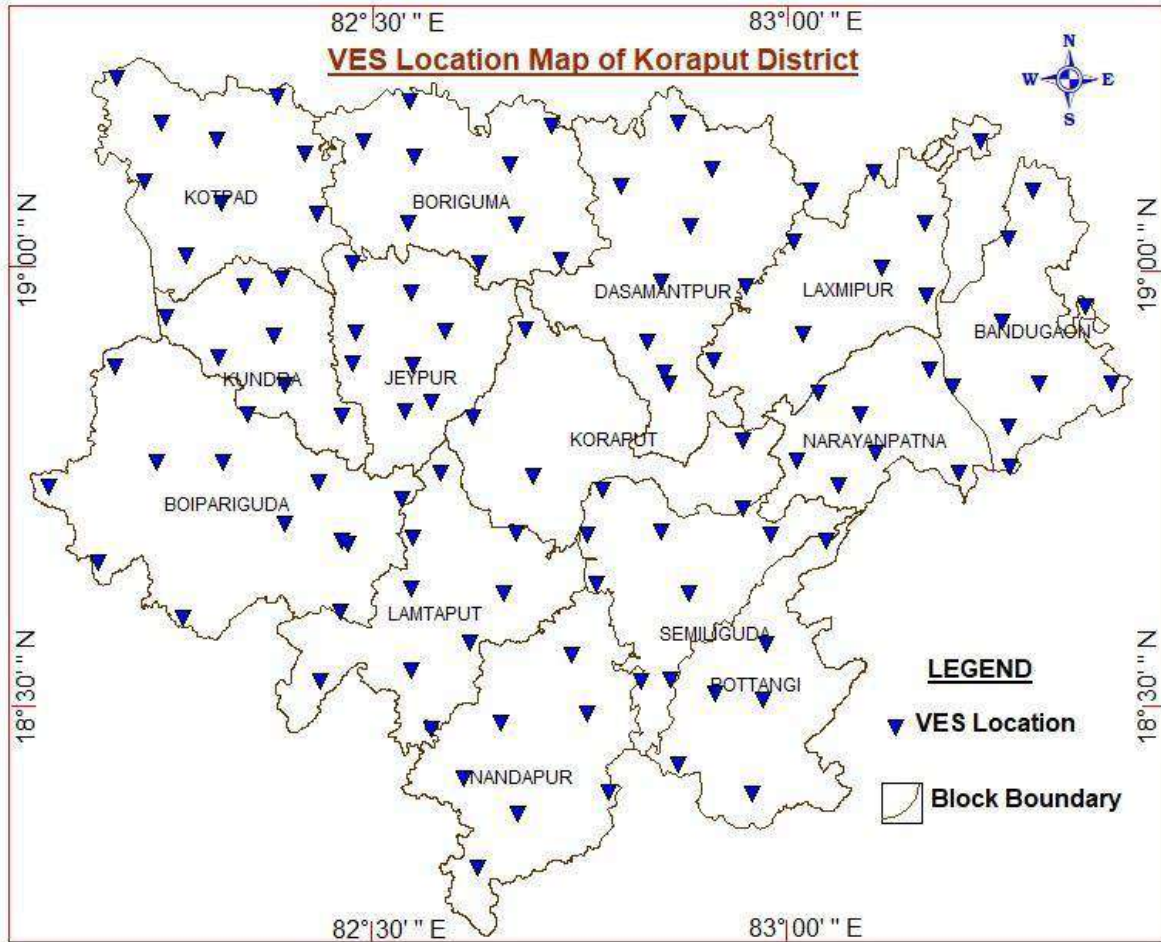 82° 30' " E
83° 00' " E
VES Location Map of Koraput District
N
W E
S
KOTPAD
BORIGUMA
19° 00' " N
19° 00' " N
DASAMANTPUR
LAXMIPUR
BANDUGAON
KUNDRA
JEYPUR
KORAPUT
NARAYANPATNA
BOIPARIGUDA
LAMTAPUT
SEMILIGUDA
POTTANGI
LEGEND
18° 30' " N
18° 30' " N
VES Location
NANDAPUR
Block Boundary
82° 30' " E
83° 00' " E